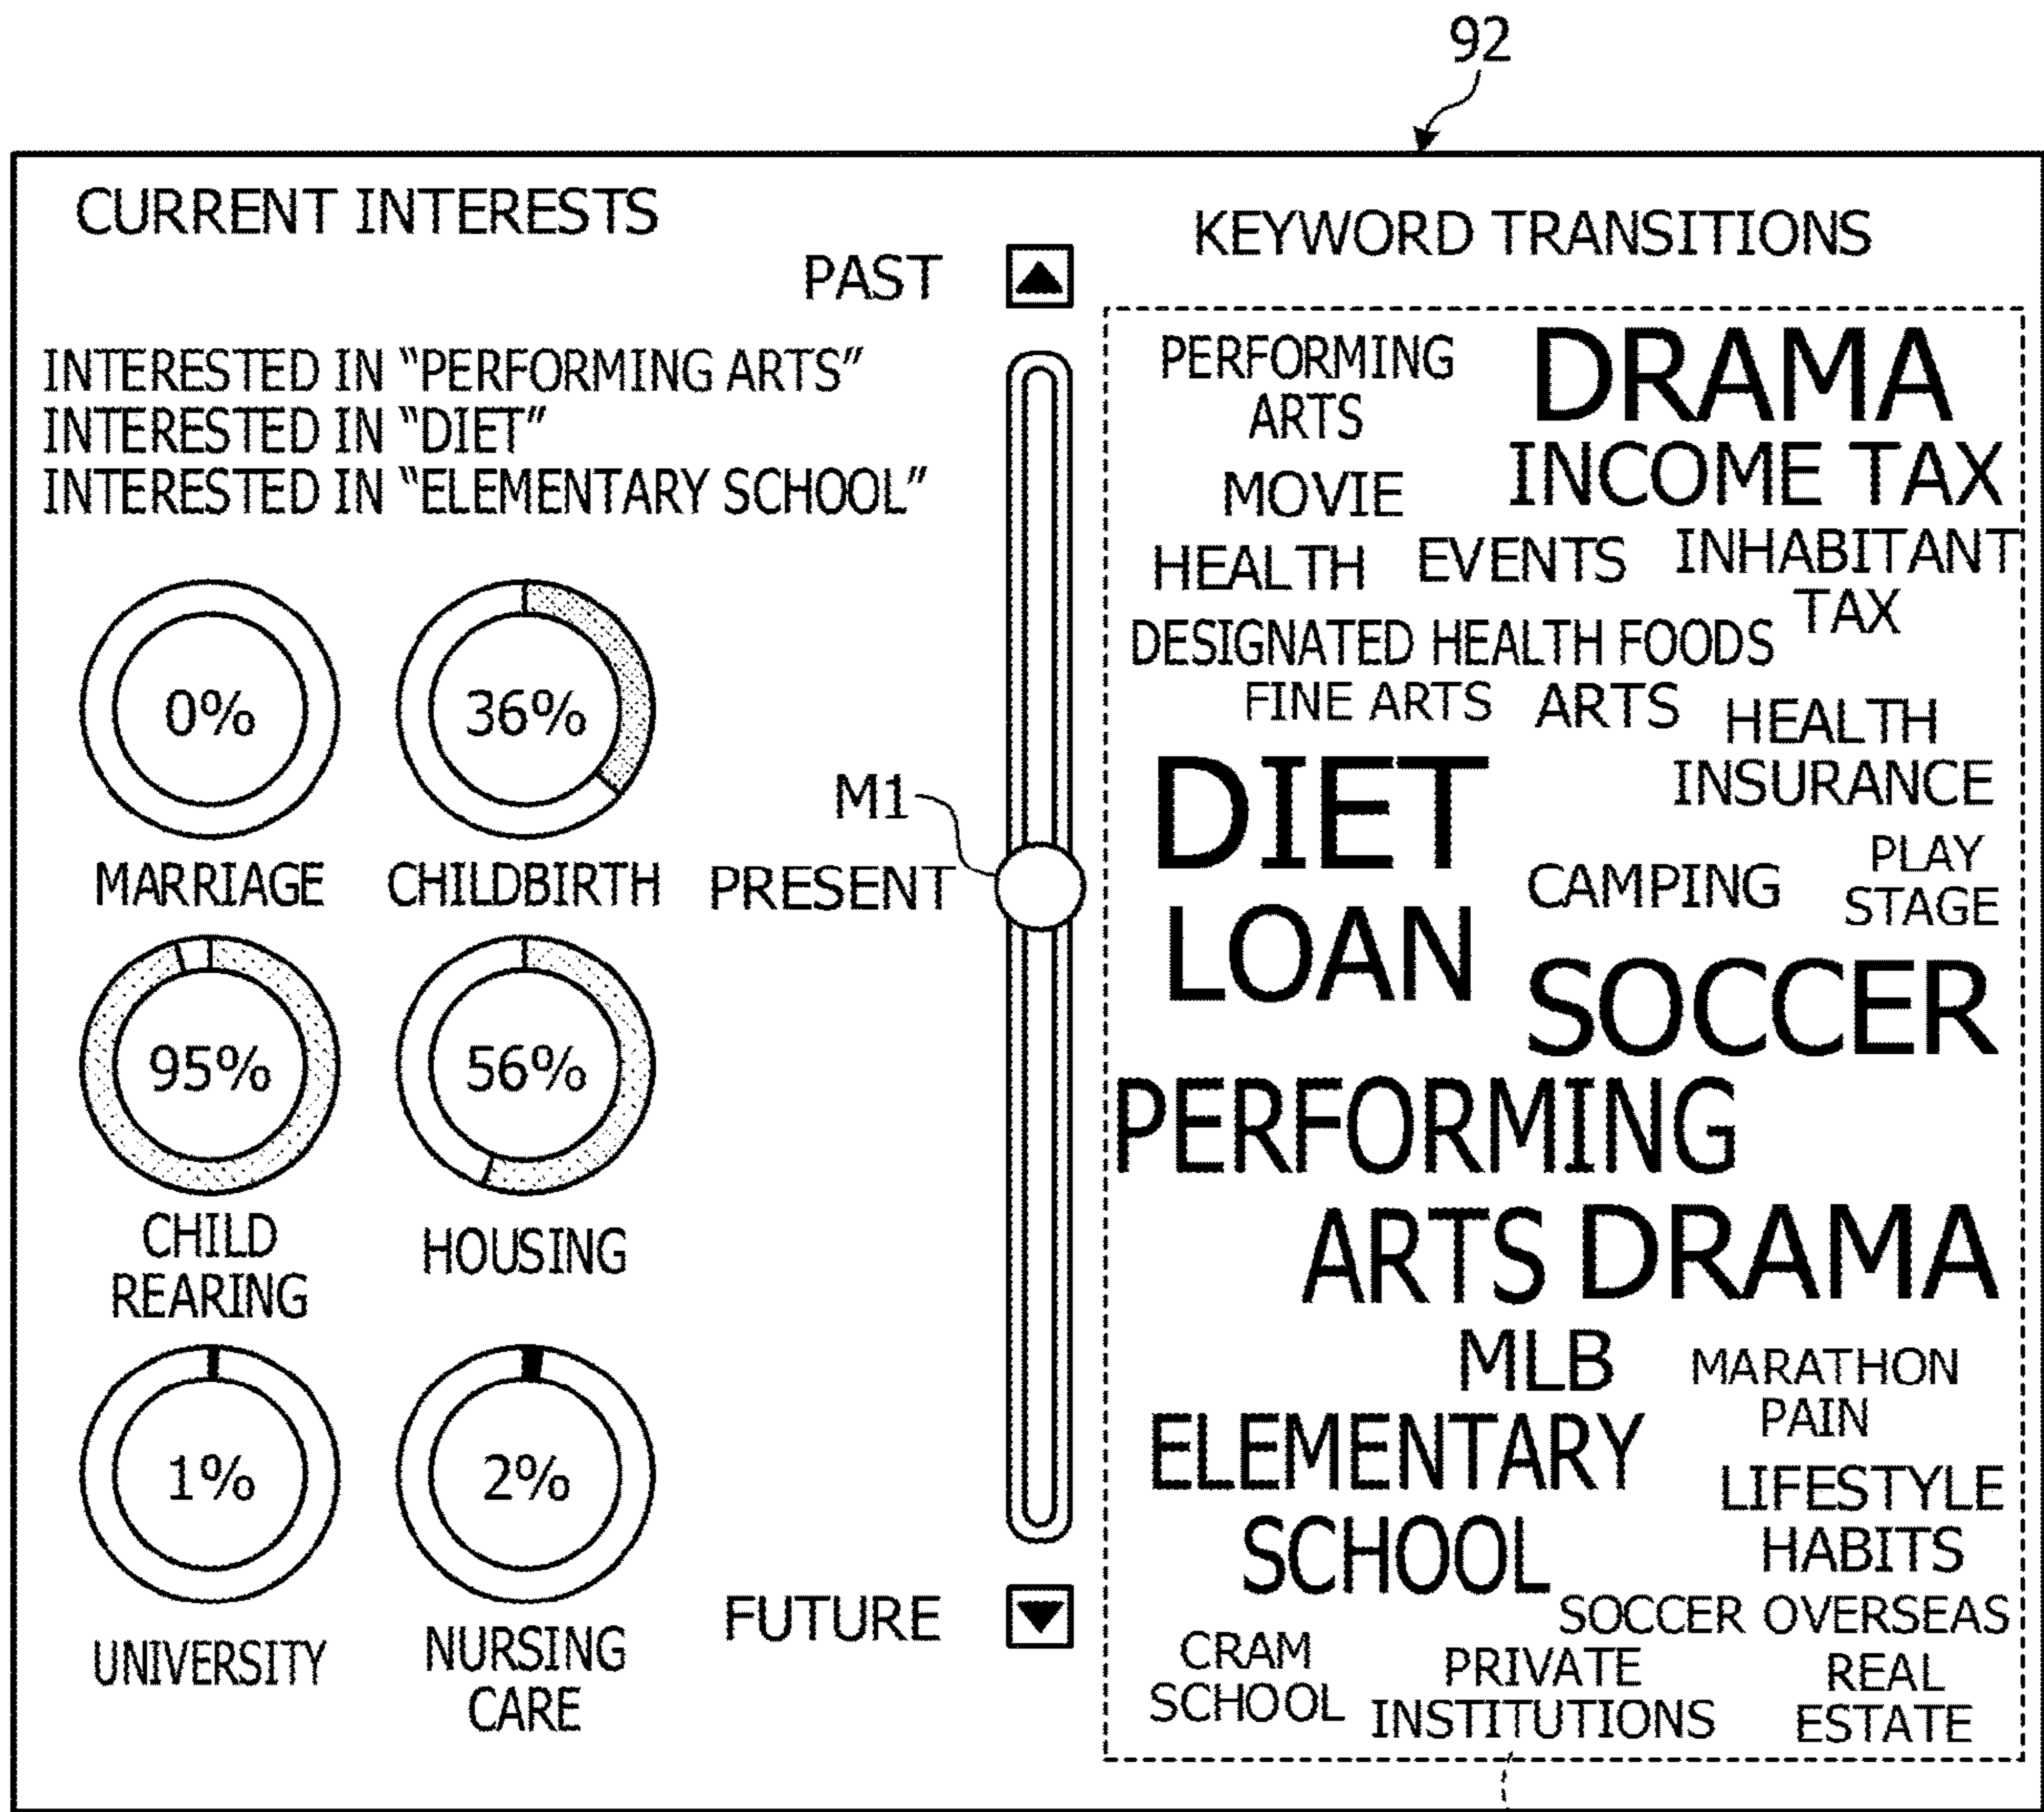 92
CURRENT INTERESTS
INTERESTED IN “PERFORMING ARTS”
INTERESTED IN “DIET”
INTERESTED IN “ELEMENTARY SCHOOL”
0%
36%
MARRIAGE
CHILDBIRTH
95%
56%
CHILD
REARING
HOUSING
1%
2%
UNIVERSITY
NURSING
CARE
PAST
M1
PRESENT
FUTURE
KEYWORD TRANSITIONS
PERFORMING
ARTS
DRAMA
INCOME TAX
MOVIE
HEALTH
EVENTS
INHABITANT
TAX
DESIGNATED HEALTH FOODS
FINE ARTS
ARTS
HEALTH
INSURANCE
DIET
CAMPING
PLAY
STAGE
LOAN
SOCCER
PERFORMING
ARTS
DRAMA
MLB
MARATHON
PAIN
ELEMENTARY
SCHOOL
LIFESTYLE
HABITS
SOCCER OVERSEAS
CRAM
SCHOOL
PRIVATE
INSTITUTIONS
REAL
ESTATE